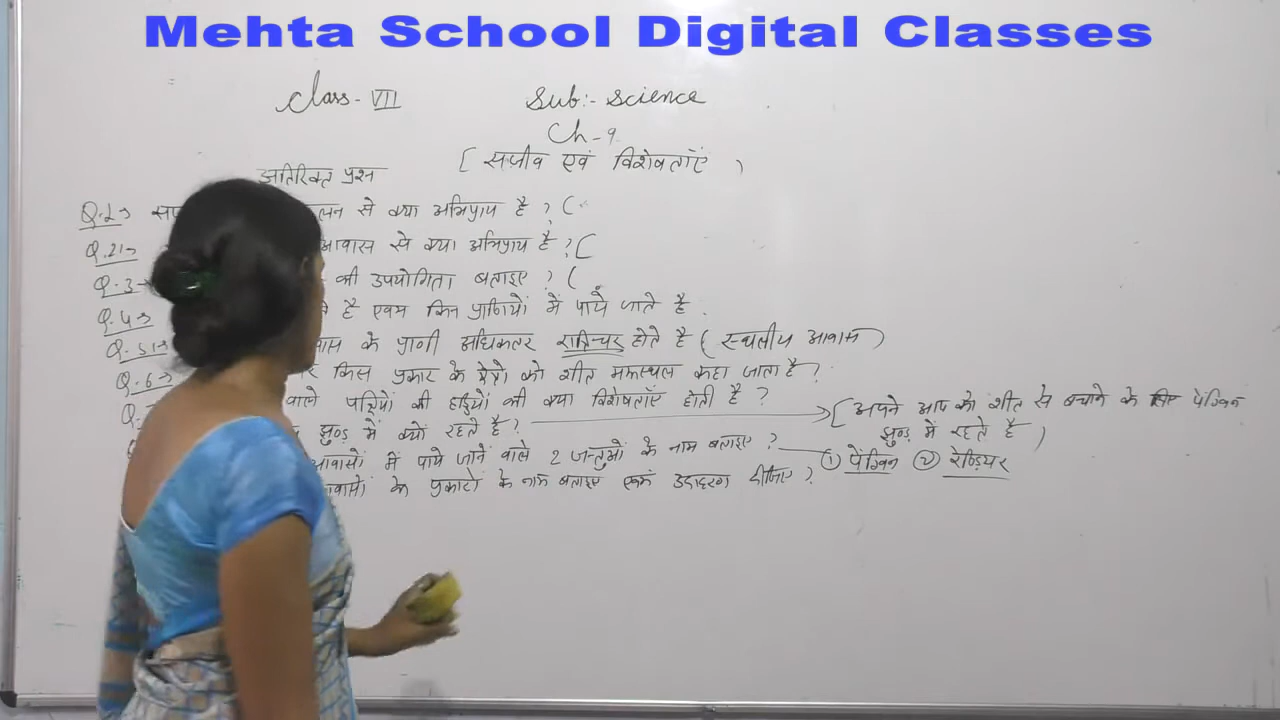 Mehta School Digital Classes
Class - VII Sub:- Science
Ch - 9
[ सजीव एवं विशेषताएँ )
अतिरिक्त प्रश्न
से क्या अभिप्राय है ? (
Q.2→ आवास से क्या अभिप्राय है ? [
Q.3→ की उपयोगिता बताइए ? (
Q.4→ है एवम किन प्राणियों में पाये जाते है .
Q.5→ के प्राणी अधिकतर रात्रिचर होते है ( स्थलीय आवास )
Q.6→ किस प्रकार के क्षेत्रो को शीत मरूस्थल कहा जाता है ?
वाले पक्षियों की हड्डियों की क्या विशेषताएँ होती है ?
झुण्ड में क्यों रहते है ? → [ अपने आप को शीत से बचाने के लिए पेंग्विन
झुण्ड में रहते है )
आवासों में पाये जाने वाले 2 जन्तुओं के नाम बताइए ? ① पेंग्विन ② रेण्डियर
के प्रकारों के नाम बताइए एवं उदाहरण दीजिए ?